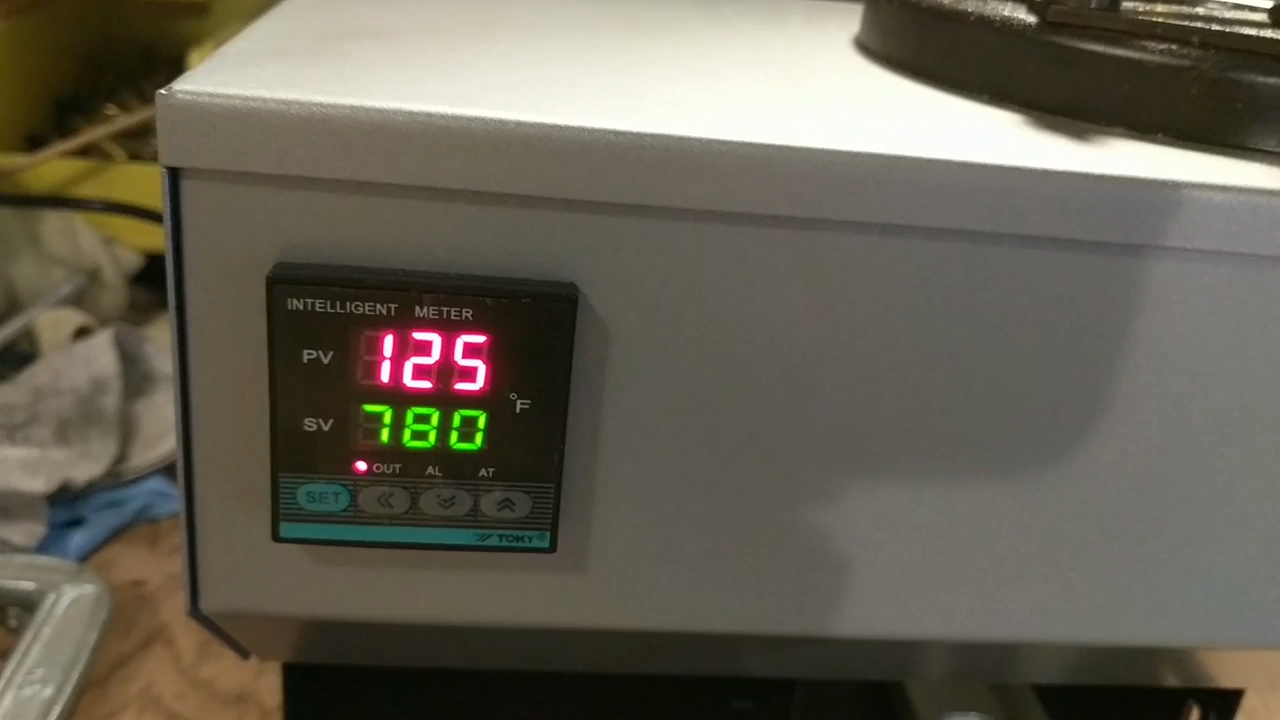 INTELLIGENT METER
PV 125
°F
SV 780
OUT AL AT
SET
TOKY®